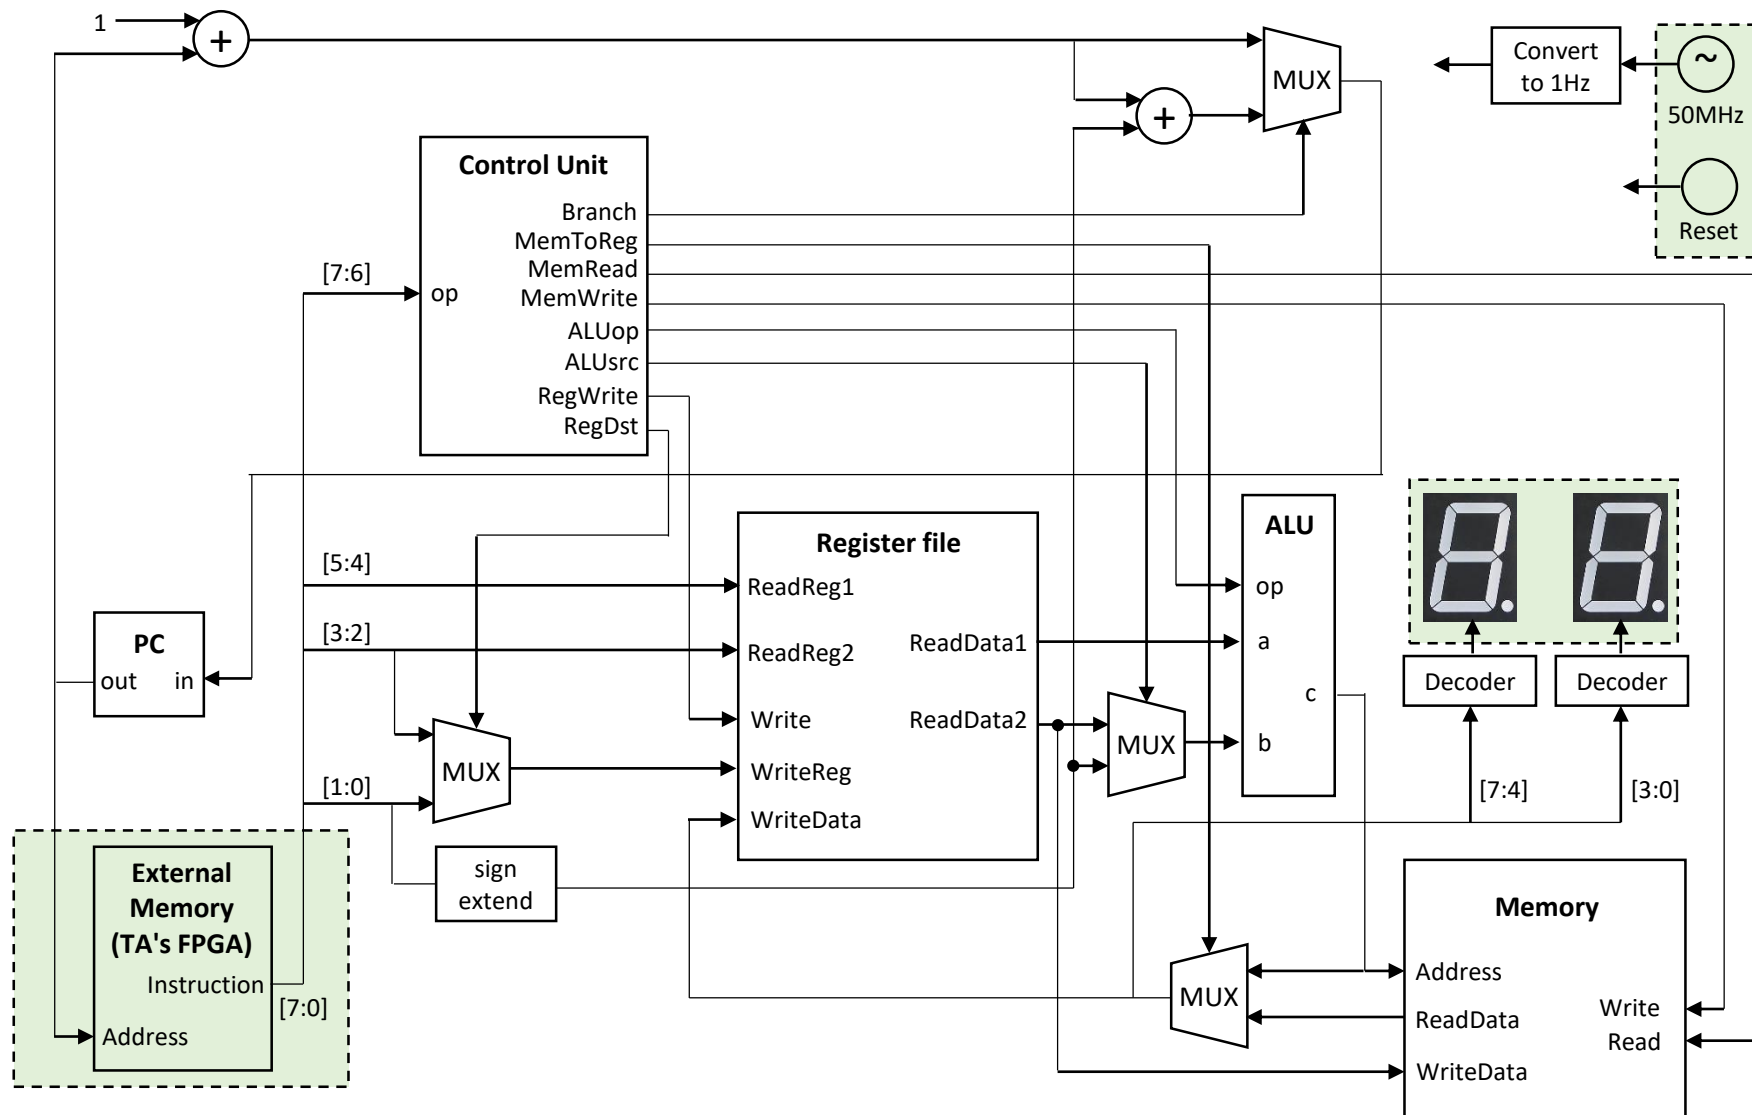 1
+
MUX
Convert
to 1Hz
~
50MHz
+
Reset
Control Unit
Branch
MemToReg
MemRead
MemWrite
ALUop
ALUsrc
RegWrite
RegDst
op
[7:6]
[5:4]
[3:2]
[1:0]
PC
out
in
MUX
sign
extend
Register file
ReadReg1
ReadReg2
Write
WriteReg
WriteData
ReadData1
ReadData2
MUX
ALU
op
a
b
c
Decoder
Decoder
[7:4]
[3:0]
External
Memory
(TA's FPGA)
Instruction
[7:0]
Address
MUX
Memory
Address
ReadData
WriteData
Write
Read